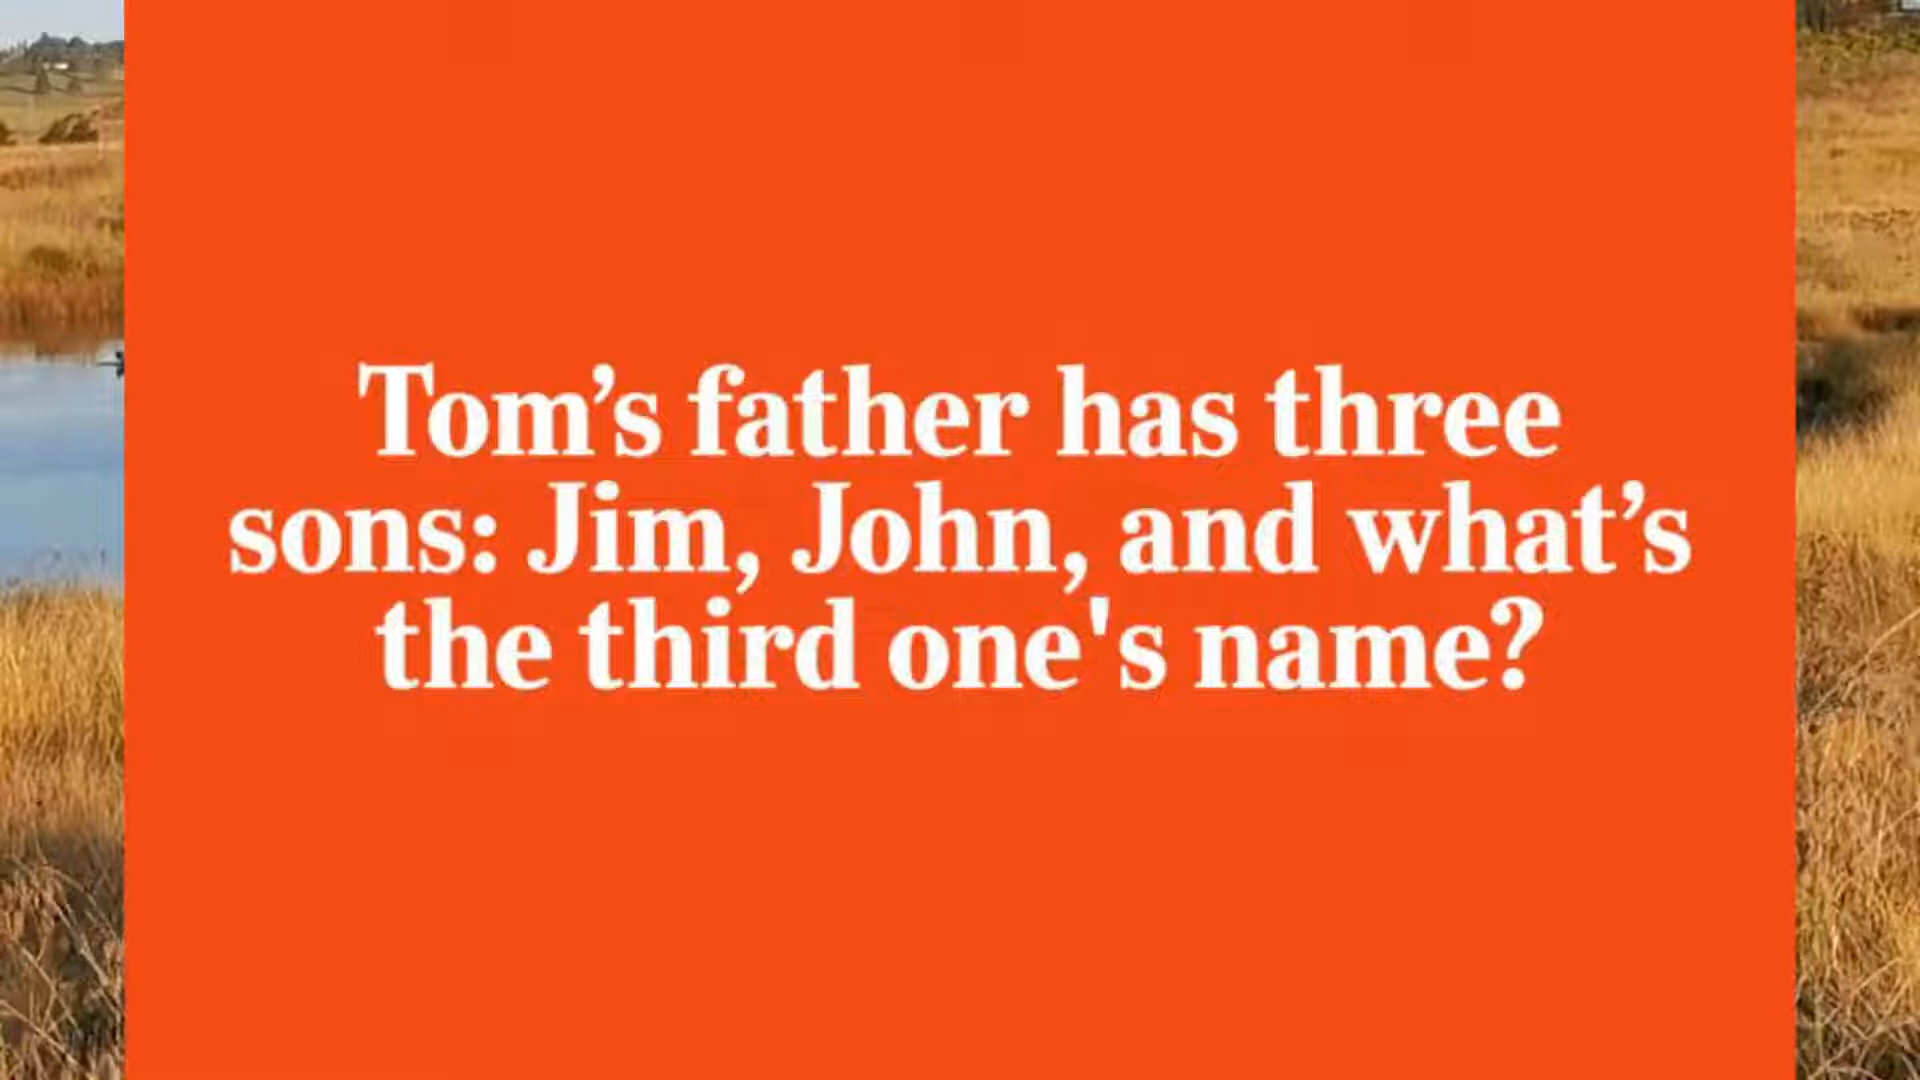 Tom’s father has three
sons: Jim, John, and what’s
the third one's name?